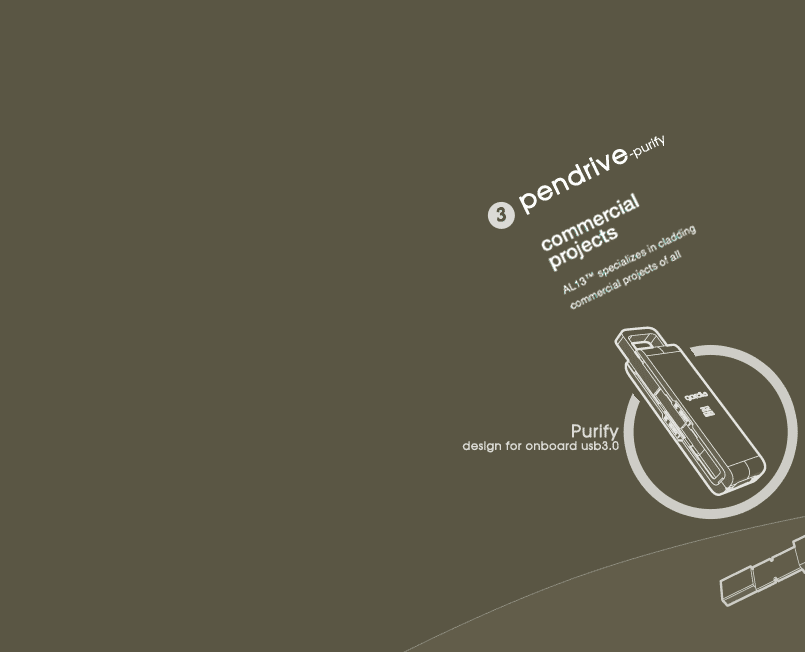 3 pendrive-purify
commercial
projects
AL13™ specializes in cladding
commercial projects of all
Purify
design for onboard usb3.0